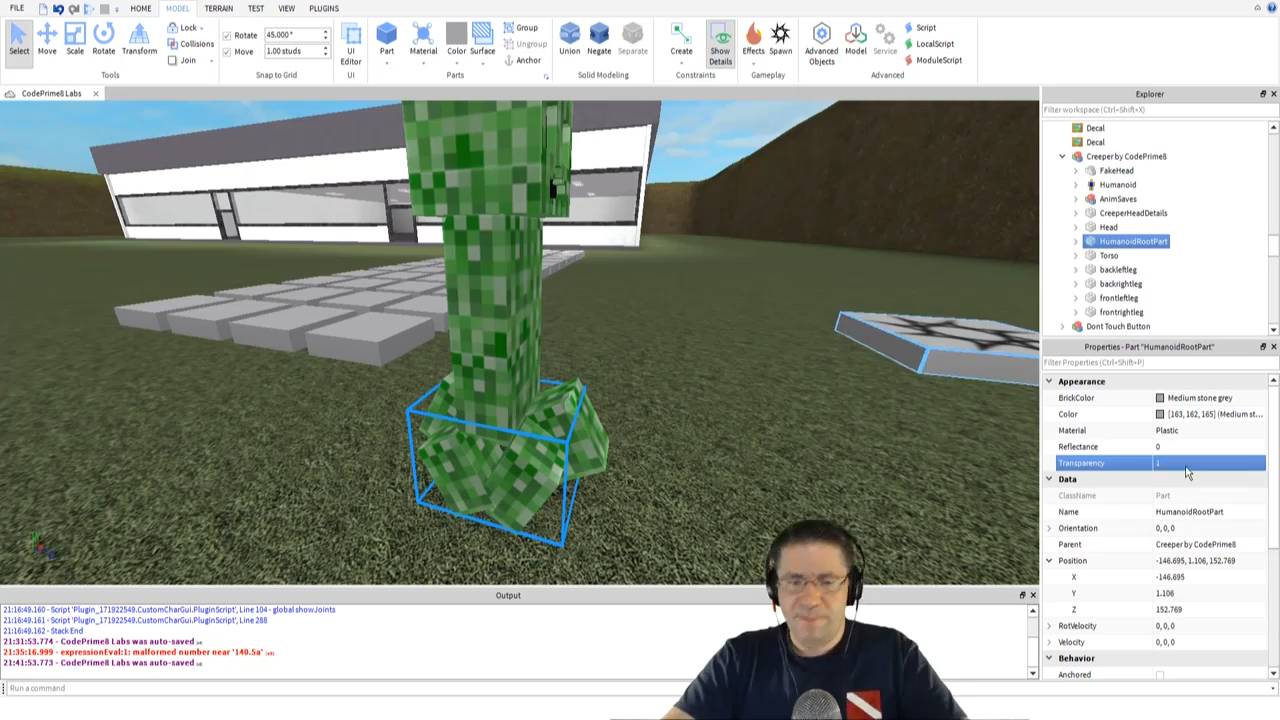 FILE HOME MODEL TERRAIN TEST VIEW PLUGINS
Select Move Scale Rotate Transform
Lock
Collisions
Join
Tools
Rotate 45.000°
Move 1.00 studs
Snap to Grid
UI
Editor
UI
Part Material Color Surface
Group
Ungroup
Anchor
Parts
Union Negate Separate
Solid Modeling
Create Show
Details
Constraints
Effects Spawn
Gameplay
Advanced
Objects
Model Service
Script
LocalScript
ModuleScript
Advanced
CodePrime8 Labs
Explorer
Filter workspace (Ctrl+Shift+X)
Decal
Decal
Creeper by CodePrime8
FakeHead
Humanoid
AnimSaves
CreeperHeadDetails
Head
HumanoidRootPart
Torso
backleftleg
backrightleg
frontleftleg
frontrightleg
Dont Touch Button
Properties - Part "HumanoidRootPart"
Filter Properties (Ctrl+Shift+P)
Appearance
BrickColor Medium stone grey
Color [163, 162, 165] (Medium st...
Material Plastic
Reflectance 0
Transparency 1
Data
ClassName Part
Name HumanoidRootPart
Orientation 0, 0, 0
Parent Creeper by CodePrime8
Position -146.695, 1.106, 152.769
X -146.695
Y 1.106
Z 152.769
RotVelocity 0, 0, 0
Velocity 0, 0, 0
Behavior
Anchored
Output
21:16:49.160 - Script 'Plugin_171922549.CustomCharGui.PluginScript', Line 104 - global showJoints
21:16:49.161 - Script 'Plugin_171922549.CustomCharGui.PluginScript', Line 288
21:16:49.162 - Stack End
21:31:53.774 - CodePrime8 Labs was auto-saved
21:35:16.999 - expressionEval:1: malformed number near '140.5a'
21:41:53.773 - CodePrime8 Labs was auto-saved
Run a command